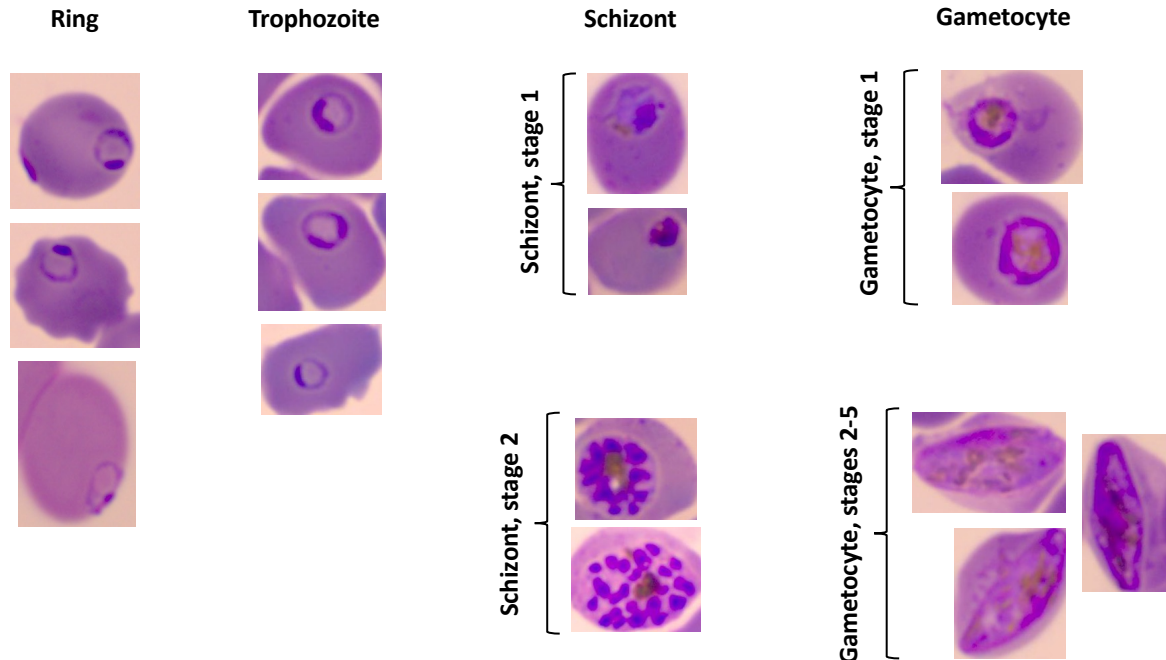 Ring
Trophozoite
Schizont
Gametocyte
Schizont, stage 1
Gametocyte, stage 1
Schizont, stage 2
Gametocyte, stages 2-5